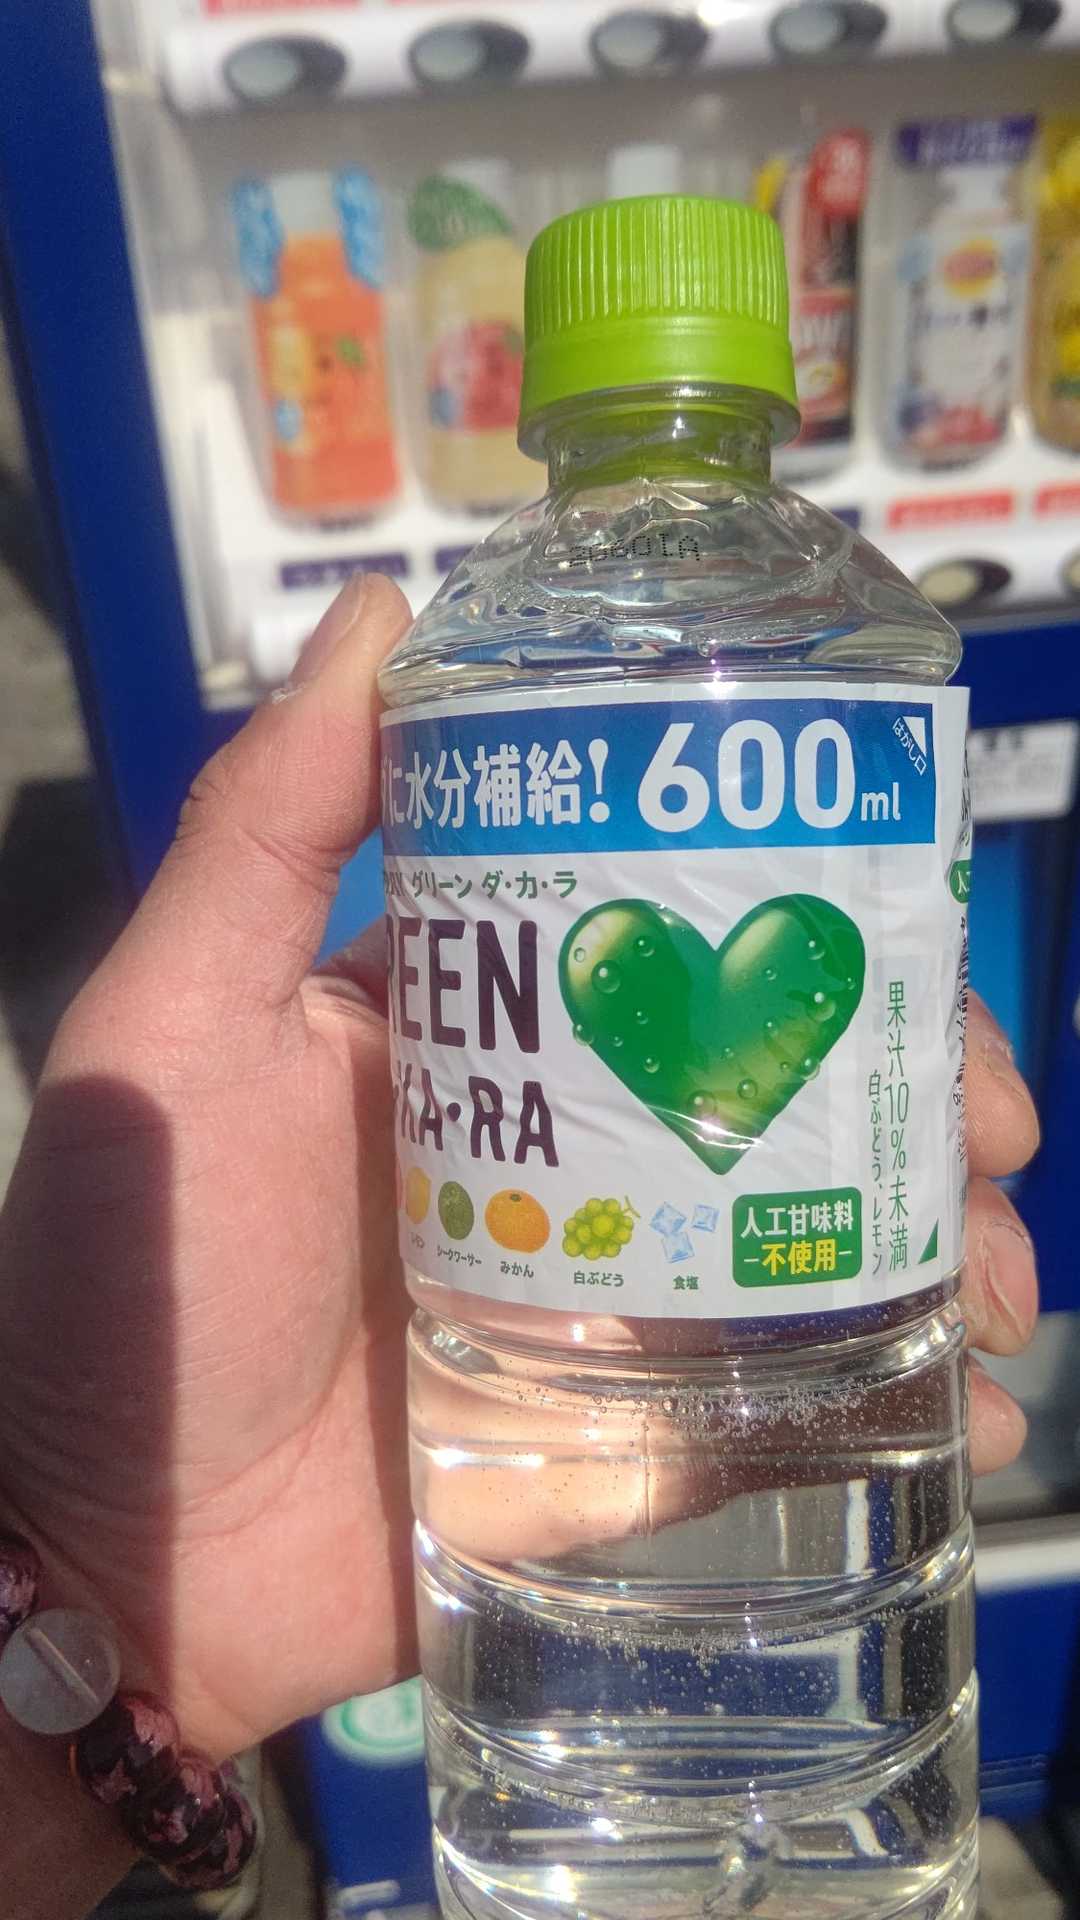 に水分補給! 600ml
はがし口
グリーン ダ・カ・ラ
REEN
KA・RA
果汁10%未満
白ぶどう、レモン
レモン
シークワーサー
みかん
白ぶどう
食塩
人工甘味料
-不使用-